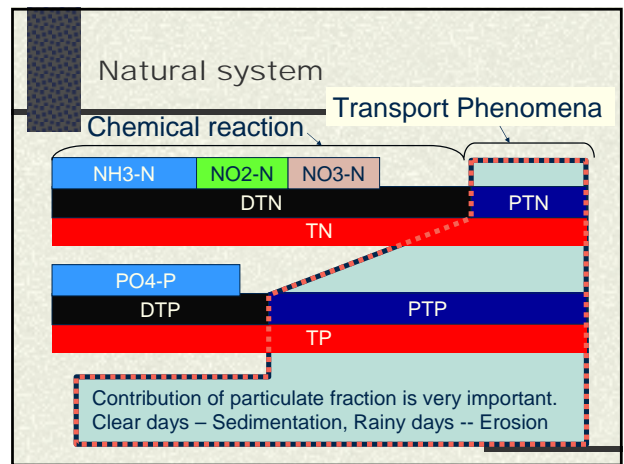 Natural system
Transport Phenomena
Chemical reaction
NH3-N NO2-N NO3-N
DTN PTN
TN
PO4-P
DTP PTP
TP
Contribution of particulate fraction is very important.
Clear days – Sedimentation, Rainy days -- Erosion